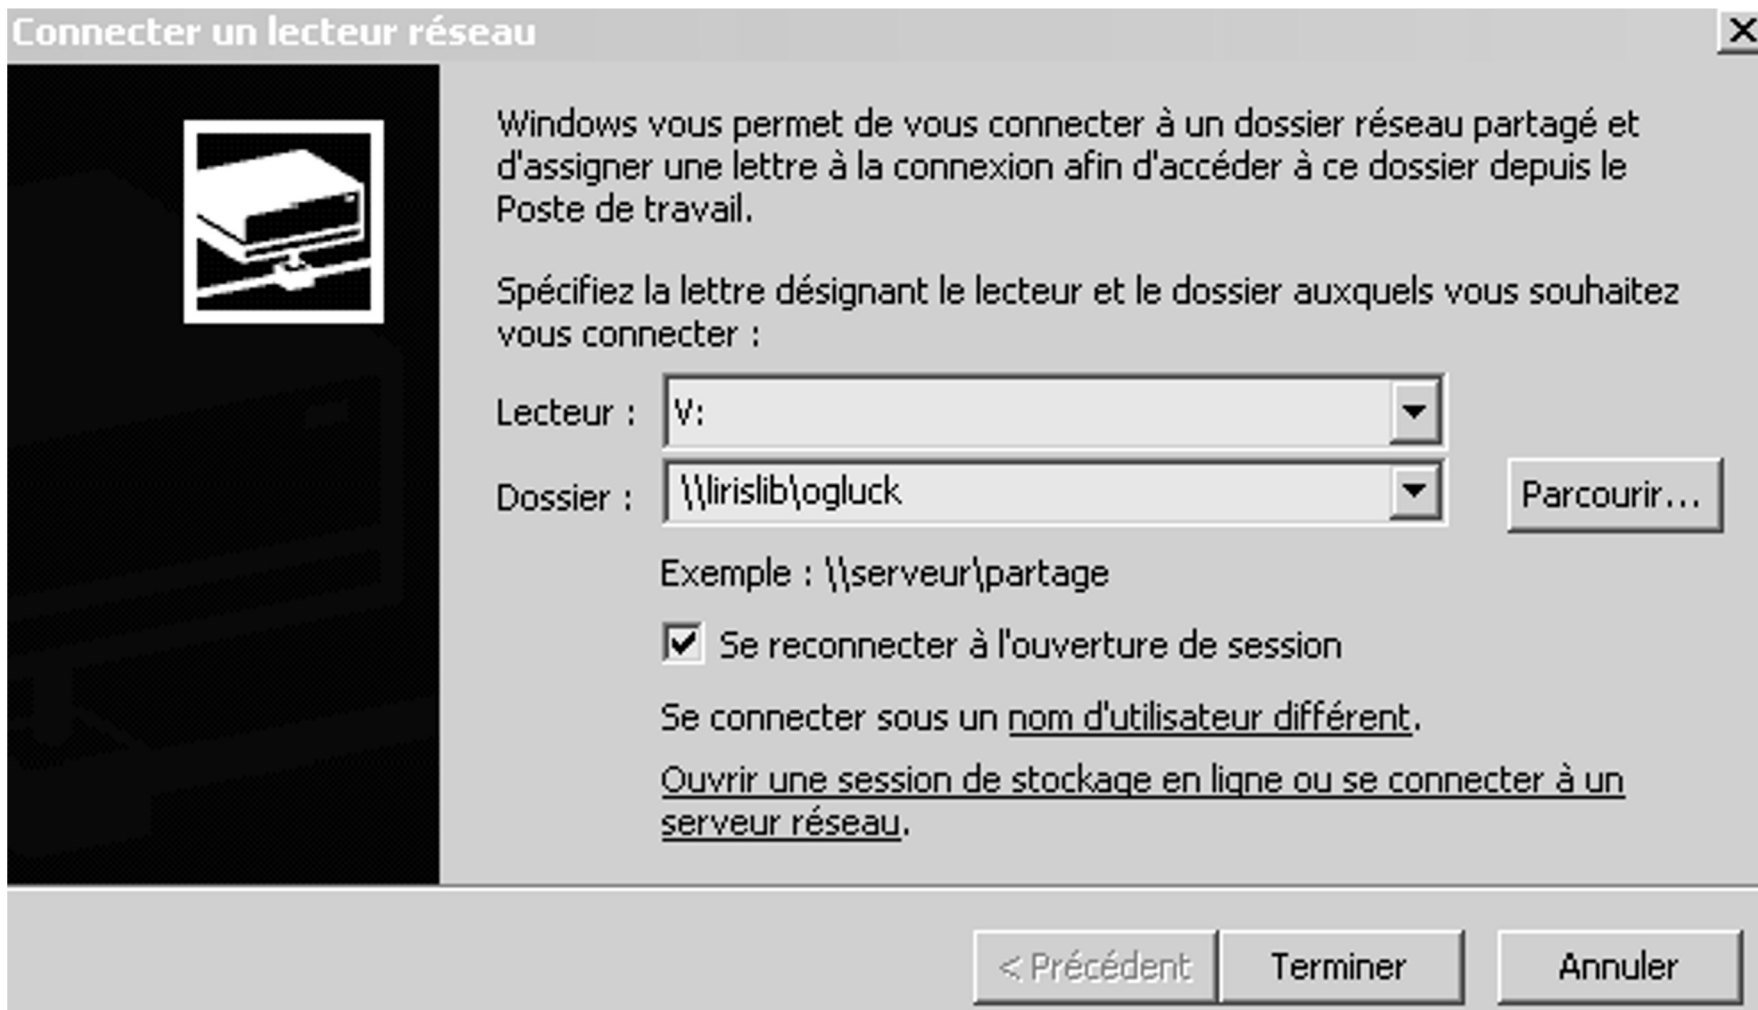 Connecter un lecteur réseau
Windows vous permet de vous connecter à un dossier réseau partagé et
d'assigner une lettre à la connexion afin d'accéder à ce dossier depuis le
Poste de travail.
Spécifiez la lettre désignant le lecteur et le dossier auxquels vous souhaitez
vous connecter :
Lecteur : V:
Dossier : \\lirislib\ogluck Parcourir...
Exemple : \\serveur\partage
Se reconnecter à l'ouverture de session
Se connecter sous un nom d'utilisateur différent.
Ouvrir une session de stockage en ligne ou se connecter à un
serveur réseau.
< Précédent Terminer Annuler